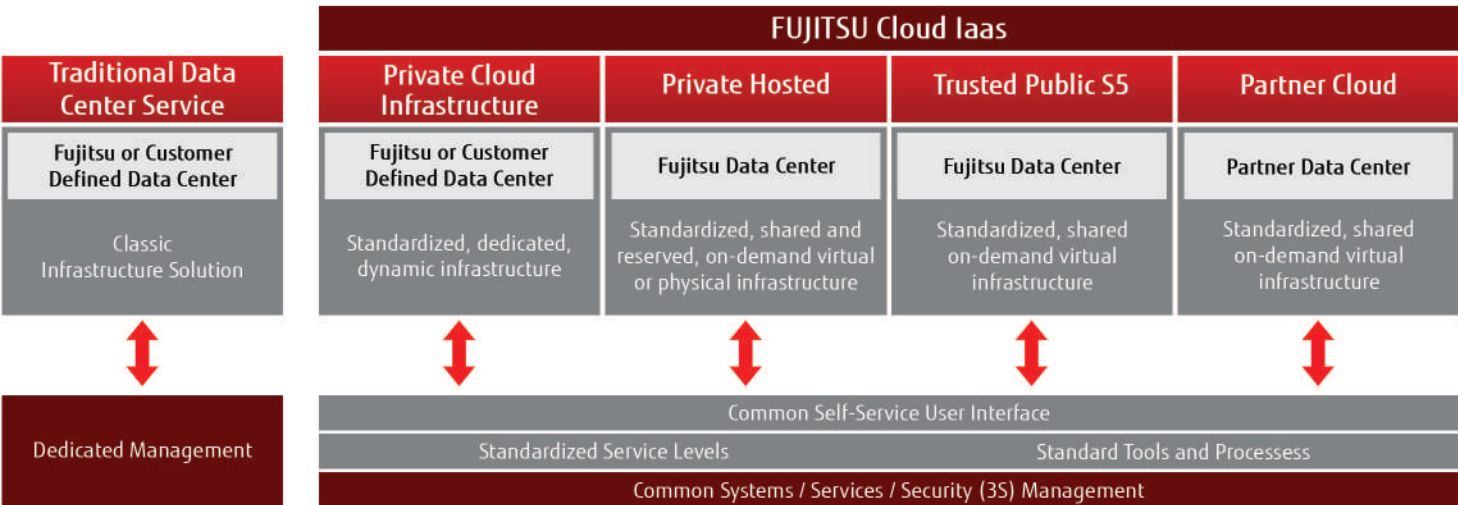 FUJITSU Cloud Iaas
Traditional Data
Center Service
Private Cloud
Infrastructure
Private Hosted
Trusted Public S5
Partner Cloud
Fujitsu or Customer
Defined Data Center
Fujitsu or Customer
Defined Data Center
Fujitsu Data Center
Fujitsu Data Center
Partner Data Center
Classic
Infrastructure Solution
Standardized, dedicated,
dynamic infrastructure
Standardized, shared and
reserved, on-demand virtual
or physical infrastructure
Standardized, shared
on-demand virtual
infrastructure
Standardized, shared
on-demand virtual
infrastructure
Dedicated Management
Common Self-Service User Interface
Standardized Service Levels
Standard Tools and Processess
Common Systems / Services / Security (3S) Management